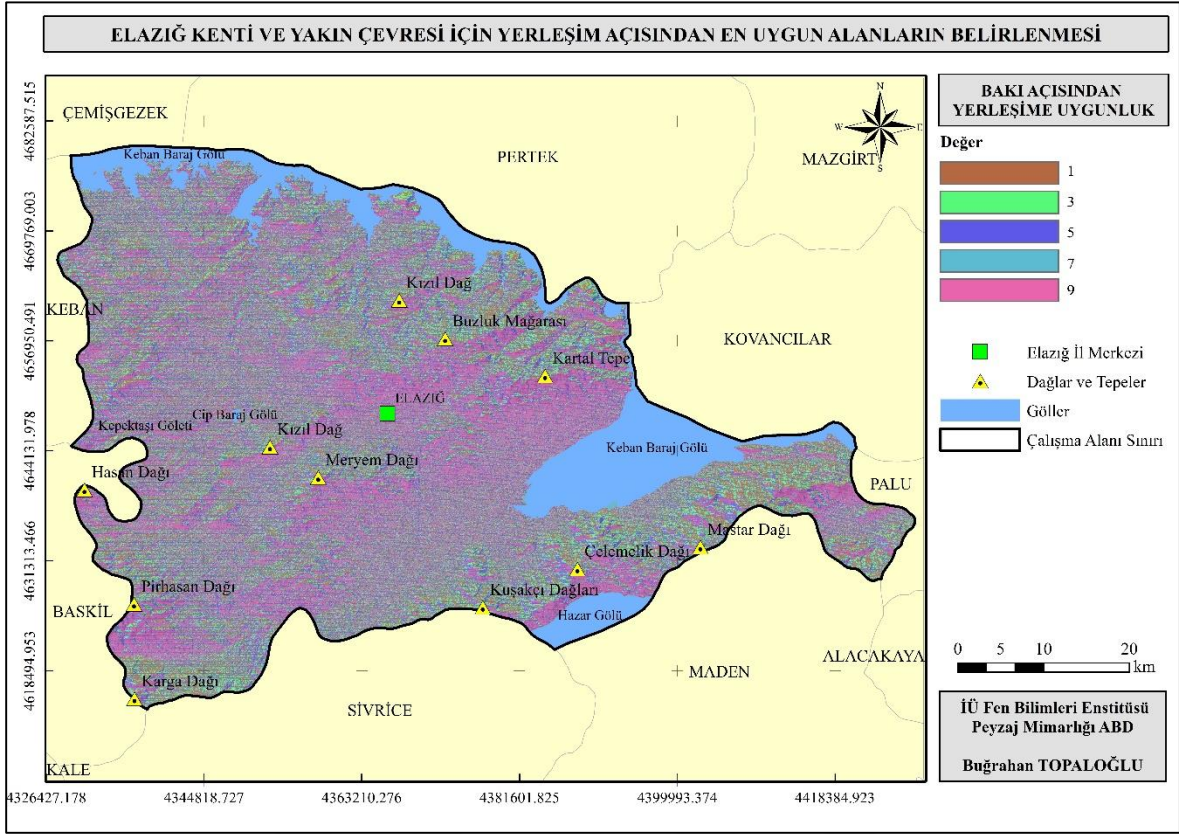 ELAZIĞ KENTİ VE YAKIN ÇEVRESİ İÇİN YERLEŞİM AÇISINDAN EN UYGUN ALANLARIN BELİRLENMESİ
ÇEMİŞGEZEK
Keban Baraj Gölü
PERTEK
MAZGİRT
N
W
E
S
KEBAN
Kızıl Dağ
Buzluk Mağarası
KOVANCILAR
Kartal Tepe
ELAZIĞ
Cip Baraj Gölü
Kepektaşı Göleti
Kızıl Dağ
Keban Baraj Gölü
Meryem Dağı
Hasan Dağı
PALU
Mastar Dağı
Çelemelik Dağı
Pirhasan Dağı
BASKİL
Kuşakçı Dağları
Hazar Gölü
ALACAKAYA
MADEN
Karga Dağı
SİVRİCE
KALE
4682587.515
4669769.003
4656950.491
4644131.978
4631313.466
4618494.953
4326427.178
4344818.727
4363210.276
4381601.825
4399993.374
4418384.923
BAKI AÇISINDAN
YERLEŞİME UYGUNLUK
Değer
1
3
5
7
9
Elazığ İl Merkezi
Dağlar ve Tepeler
Göller
Çalışma Alanı Sınırı
0 5 10 20
km
İÜ Fen Bilimleri Enstitüsü
Peyzaj Mimarlığı ABD
Buğrahan TOPALOĞLU